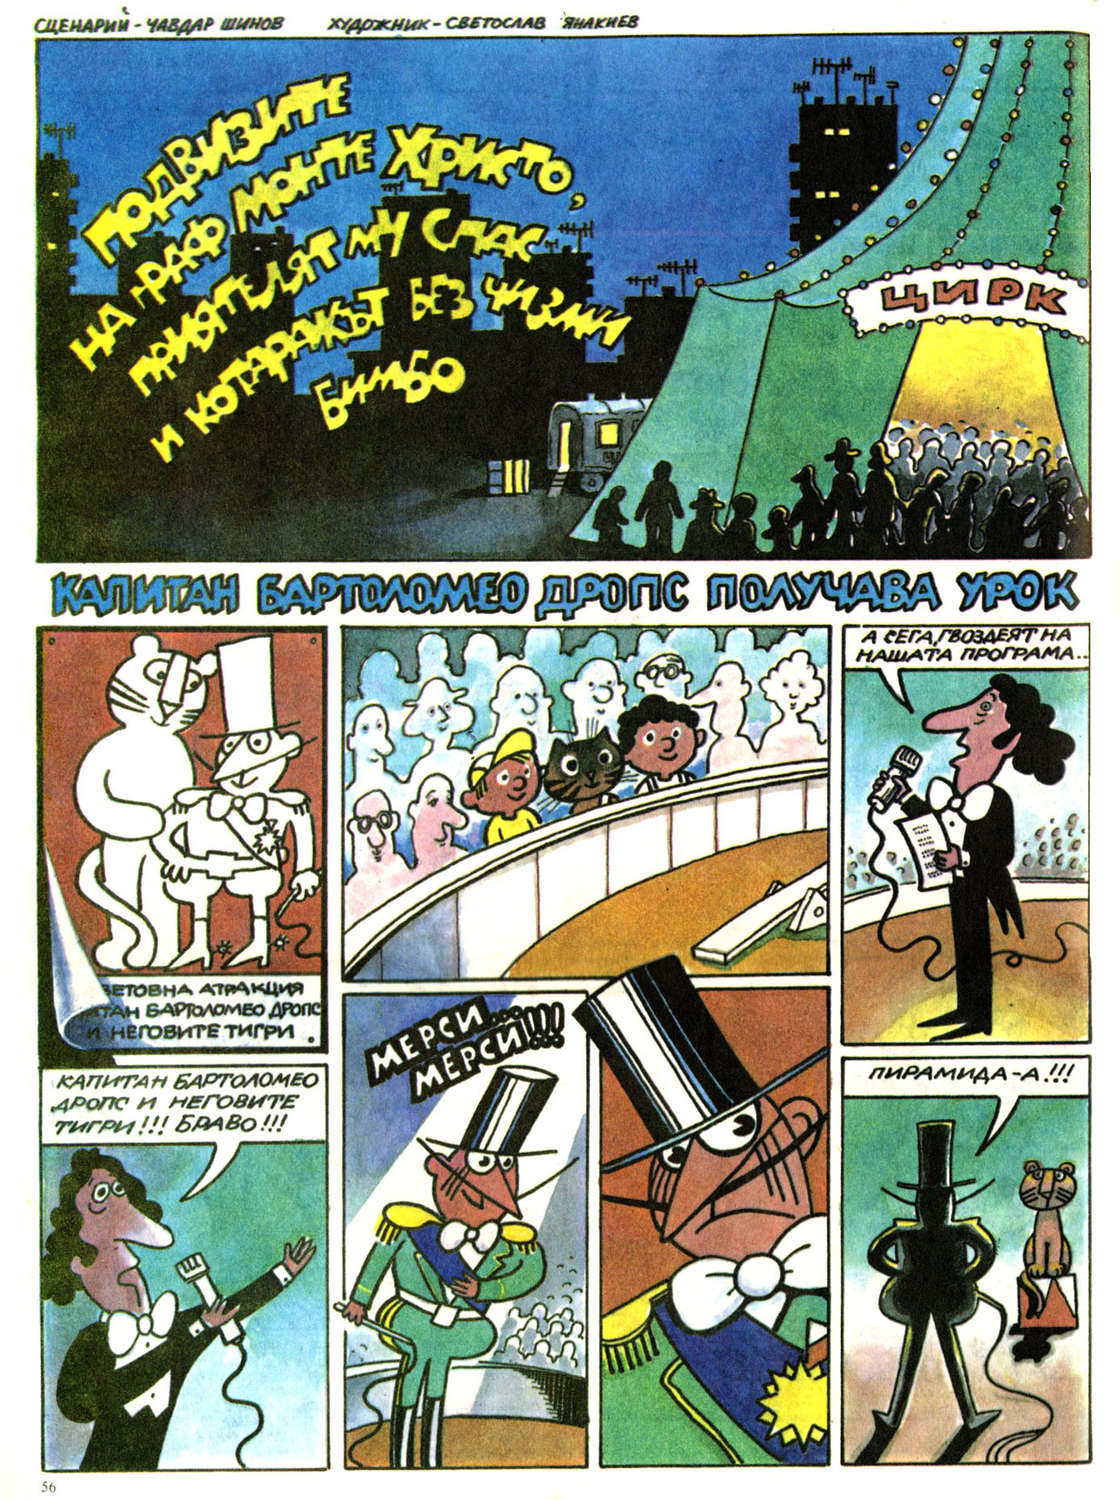 СЦЕНАРИЙ - ЧАВДАР ШИНОВ ХУДОЖНИК - СВЕТОСЛАВ ЯНАКИЕВ
ПОДВИЗИТЕ
НА ГРАФ МОНТЕ ХРИСТО,
ПРИЯТЕЛЯТ МУ СПАС
И КОТАРАКЪТ БЕЗ ЧИЗМИ
БИМБО
ЦИРК
КАПИТАН БАРТОЛОМЕО ДРОПС ПОЛУЧАВА УРОК
ВЕТОВНА АТРАКЦИЯ
ТАН БАРТОЛОМЕО ДРОПС
И НЕГОВИТЕ ТИГРИ.
А СЕГА, ГВОЗДЕЯТ НА
НАШАТА ПРОГРАМА..
КАПИТАН БАРТОЛОМЕО
ДРОПС И НЕГОВИТЕ
ТИГРИ!!! БРАВО!!!
МЕРСИ...
МЕРСИ!!!
ПИРАМИДА-А!!!
56